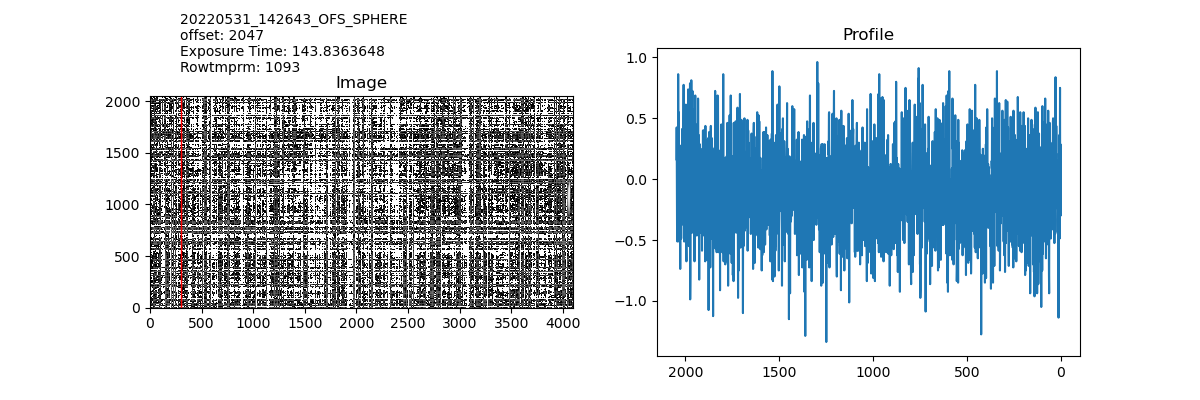 20220531_142643_OFS_SPHERE
offset: 2047
Exposure Time: 143.8363648
Rowtmprm: 1093
Image
2000
1500
1000
500
0
0 500 1000 1500 2000 2500 3000 3500 4000
Profile
1.0
0.5
0.0
−0.5
−1.0
2000 1500 1000 500 0